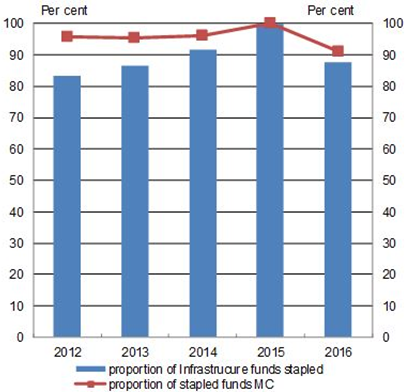 Per cent Per cent
100 100
90 90
80 80
70 70
60 60
50 50
40 40
30 30
20 20
10 10
0 0
2012 2013 2014 2015 2016
proportion of Infrastrucure funds stapled
proportion of stapled funds MC